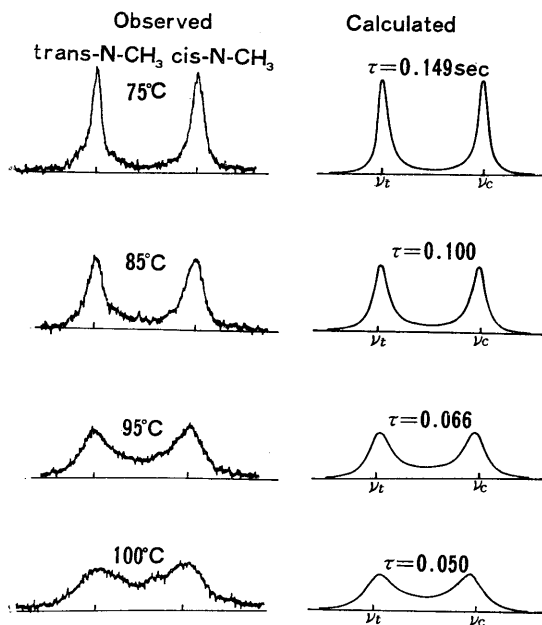 Observed
Calculated
trans-N-CH₃ cis-N-CH₃
75°C
τ=0.149sec
νt
νc
85°C
τ=0.100
νt
νc
95°C
τ=0.066
νt
νc
100°C
τ=0.050
νt
νc